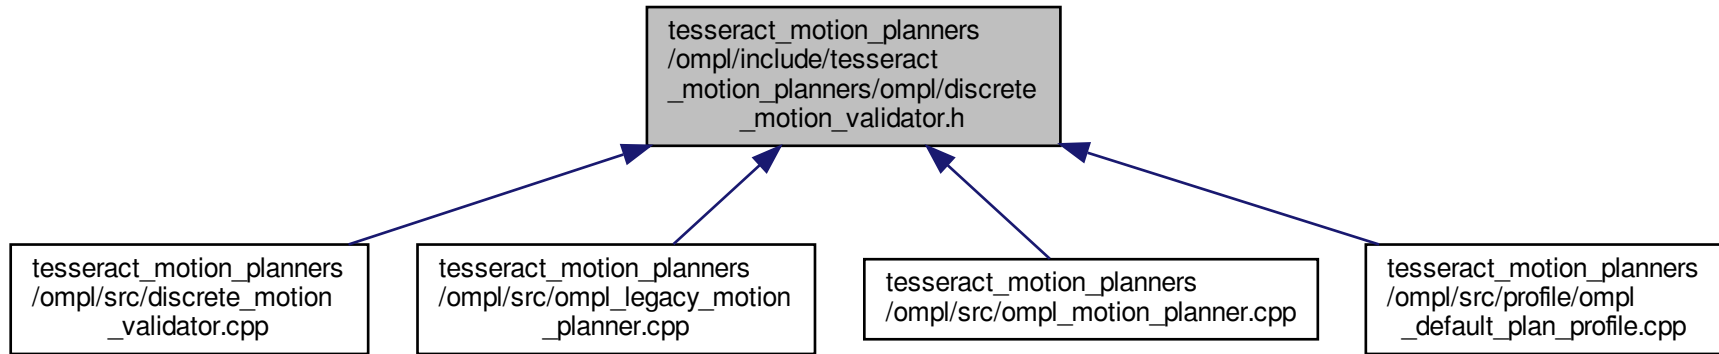 tesseract_motion_planners
/ompl/include/tesseract
_motion_planners/ompl/discrete
_motion_validator.h
tesseract_motion_planners
/ompl/src/discrete_motion
_validator.cpp
tesseract_motion_planners
/ompl/src/ompl_legacy_motion
_planner.cpp
tesseract_motion_planners
/ompl/src/ompl_motion_planner.cpp
tesseract_motion_planners
/ompl/src/profile/ompl
_default_plan_profile.cpp